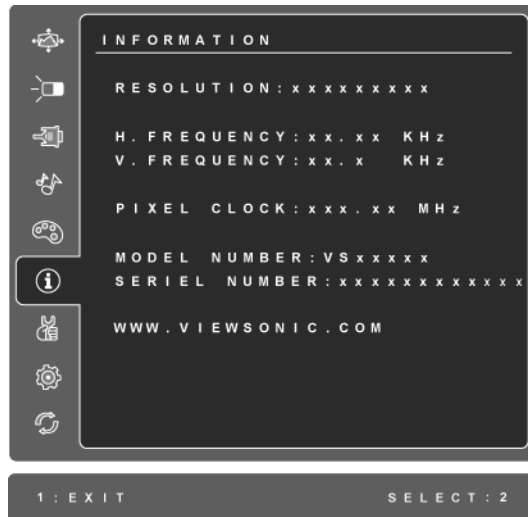 INFORMATION
RESOLUTION:xxxxxxxxx
H.FREQUENCY:xx.xx KHz
V.FREQUENCY:xx.x KHz
PIXEL CLOCK:xxx.xx MHz
MODEL NUMBER:VSxxxxx
SERIEL NUMBER:xxxxxxxxxxxx
WWW.VIEWSONIC.COM
1:EXIT SELECT:2